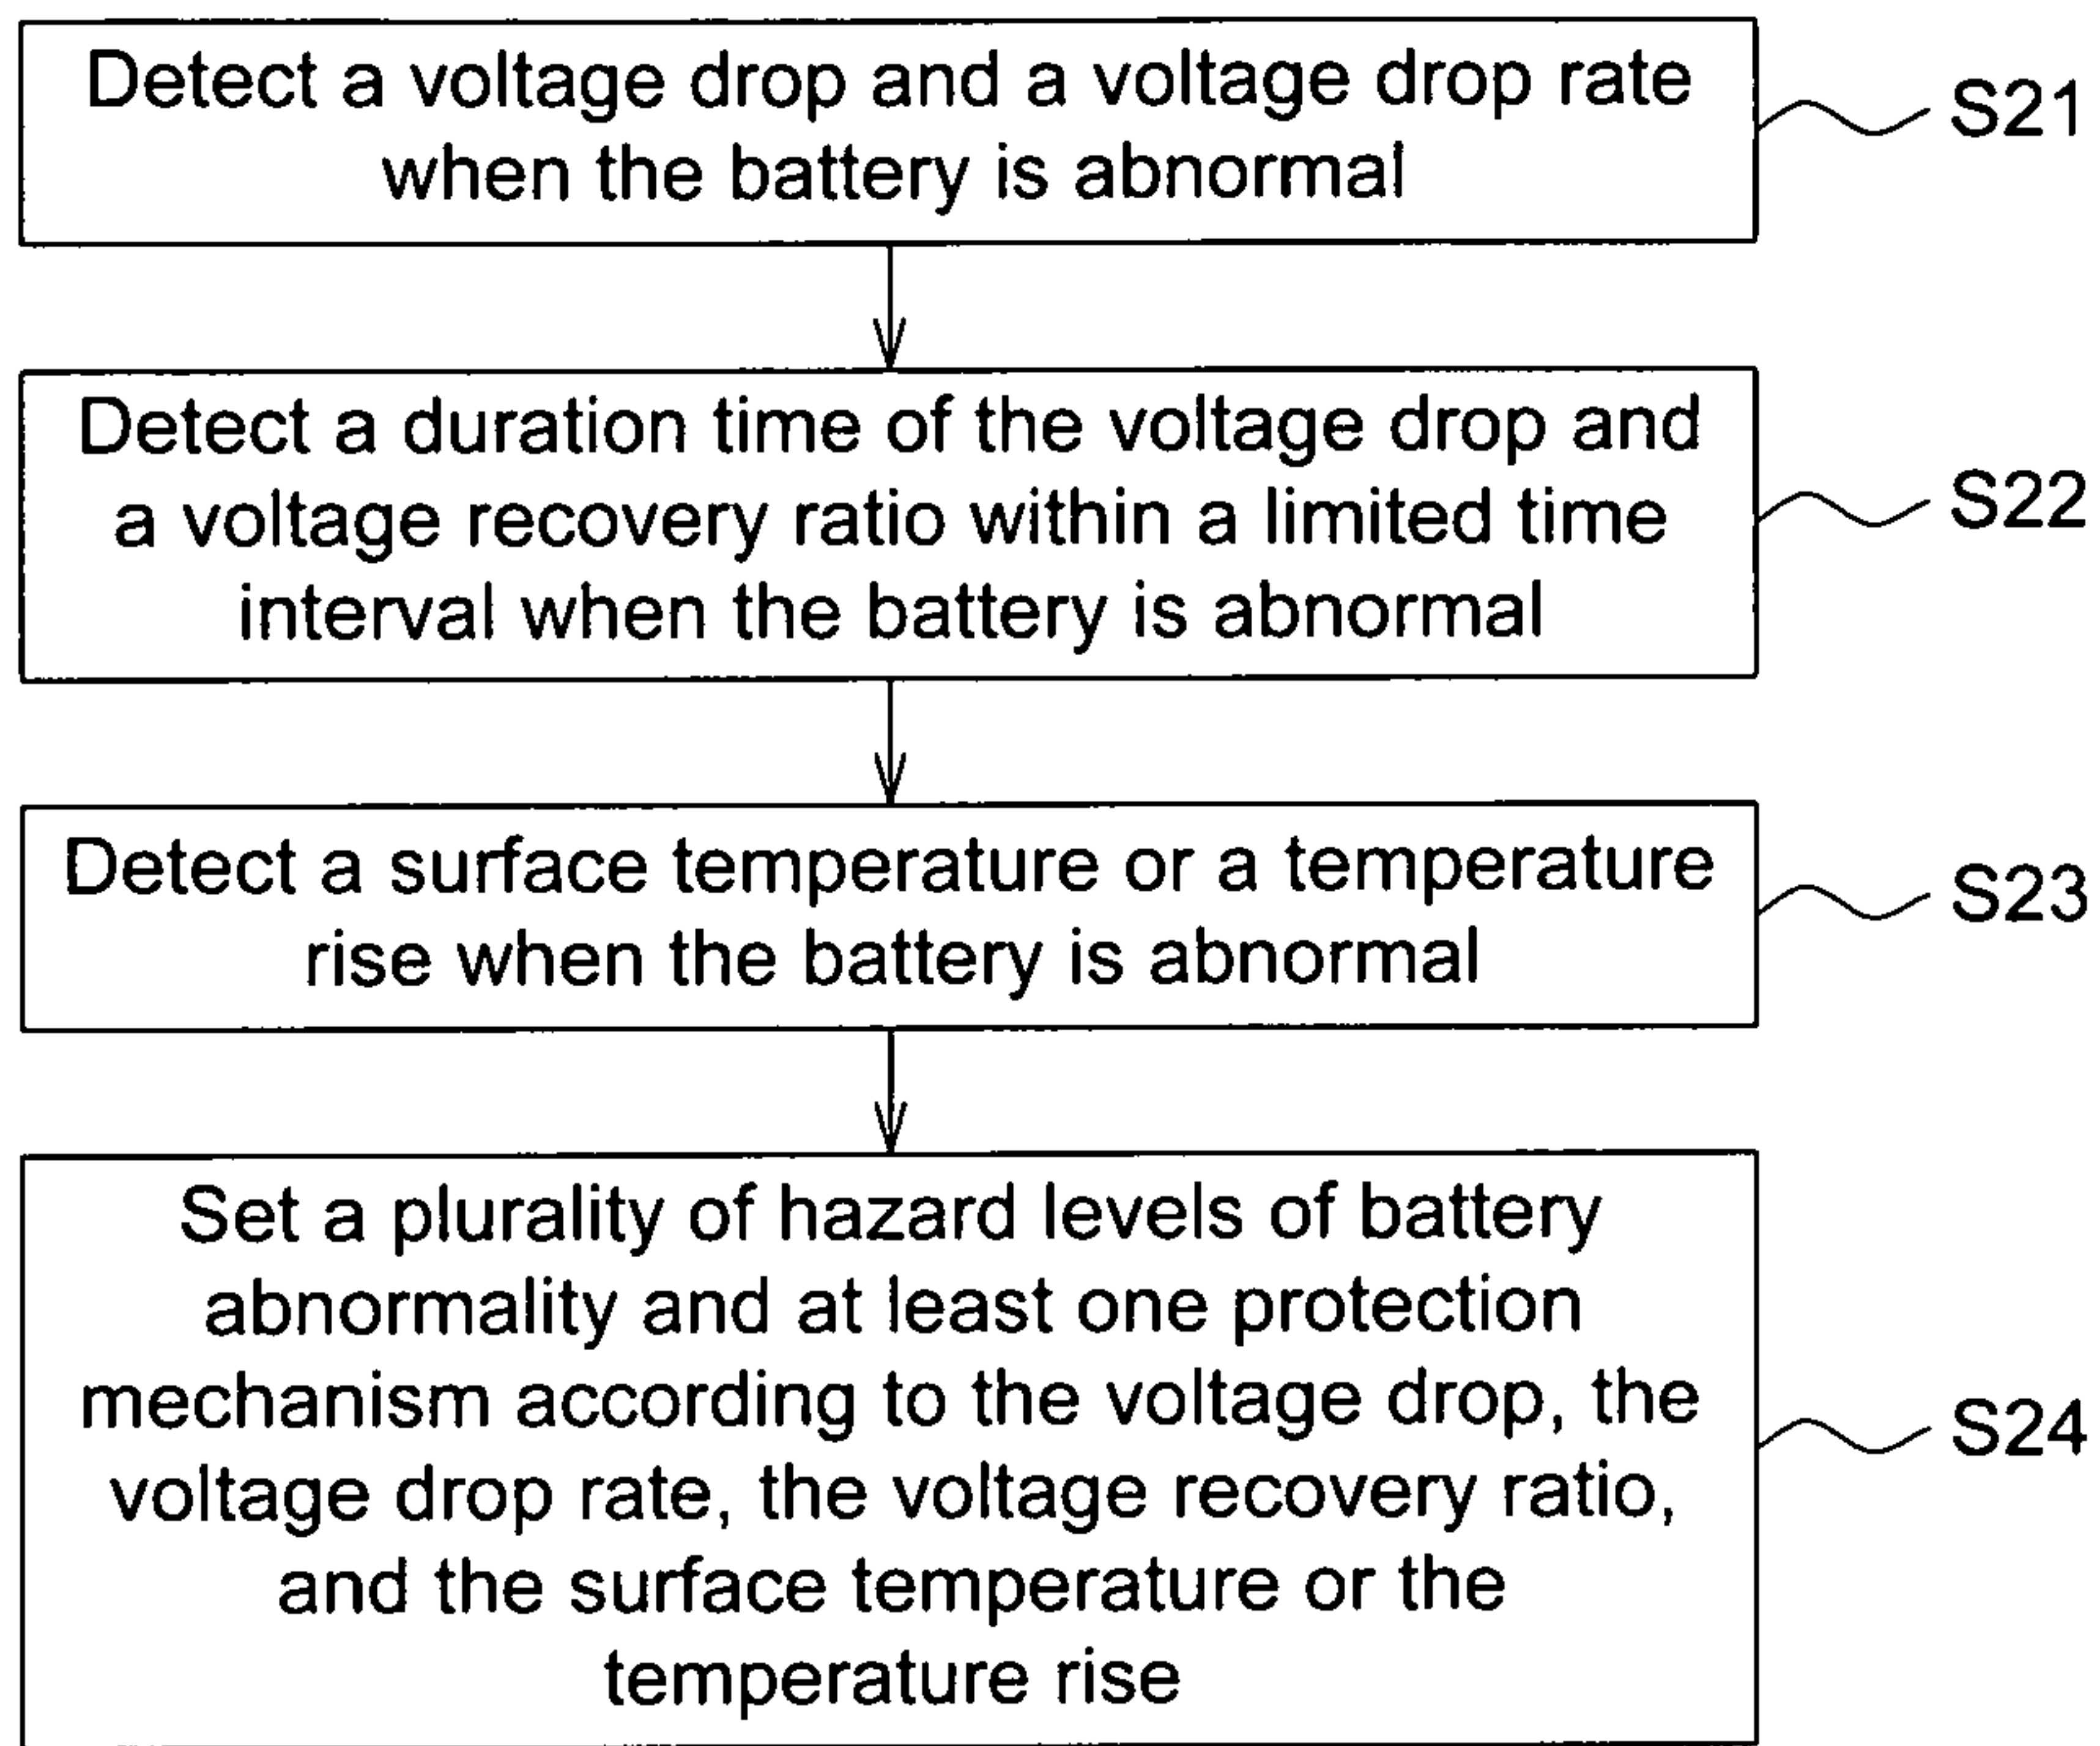 Detect a voltage drop and a voltage drop rate
when the battery is abnormal
S21
Detect a duration time of the voltage drop and
a voltage recovery ratio within a limited time
interval when the battery is abnormal
S22
Detect a surface temperature or a temperature
rise when the battery is abnormal
S23
Set a plurality of hazard levels of battery
abnormality and at least one protection
mechanism according to the voltage drop, the
voltage drop rate, the voltage recovery ratio,
and the surface temperature or the
temperature rise
S24